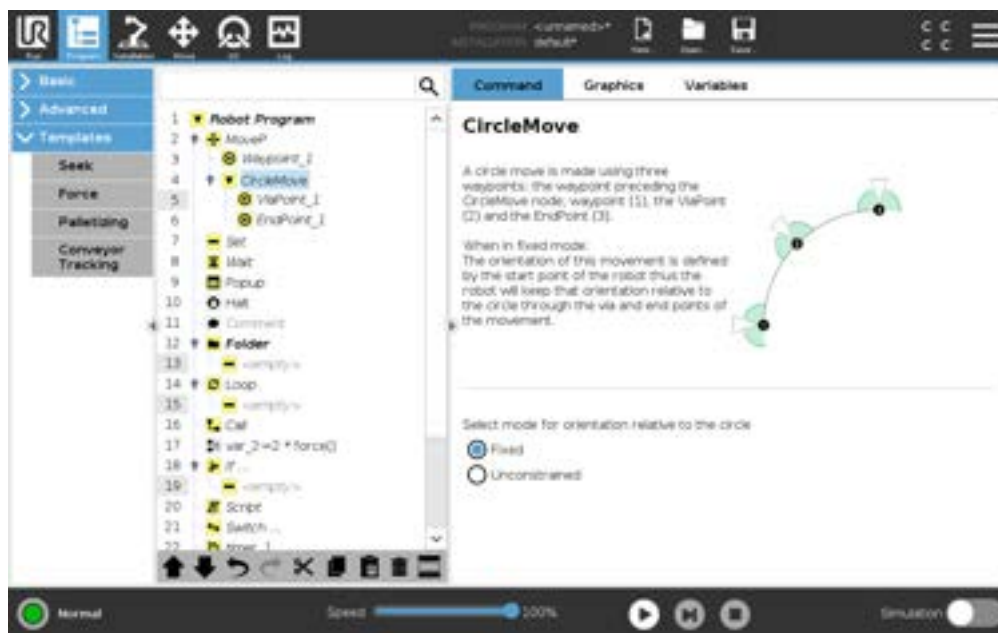 PROGRAM <unnamed>*
INSTALLATION default*
Run
Program
Installation
Move
I/O
Log
New...
Open...
Save...
C C
C C
Basic
Advanced
Templates
Seek
Force
Palletizing
Conveyor
Tracking
1 Robot Program
2 MoveP
3 Waypoint_1
4 CircleMove
5 ViaPoint_1
6 EndPoint_1
7 Set
8 Wait
9 Popup
10 Halt
11 Comment
12 Folder
13 <empty>
14 Loop
15 <empty>
16 Call
17 var_2≔2 * force()
18 If ...
19 <empty>
20 Script
21 Switch ...
22 timer_1
Command Graphics Variables
CircleMove
A circle move is made using three
waypoints: the waypoint preceding the
CircleMove node, waypoint (1), the ViaPoint
(2) and the EndPoint (3).
When in fixed mode:
The orientation of this movement is defined
by the start point of the robot thus the
robot will keep that orientation relative to
the circle through the via and end points of
the movement.
Select mode for orientation relative to the circle
Fixed
Unconstrained
Normal
Speed 100%
Simulation